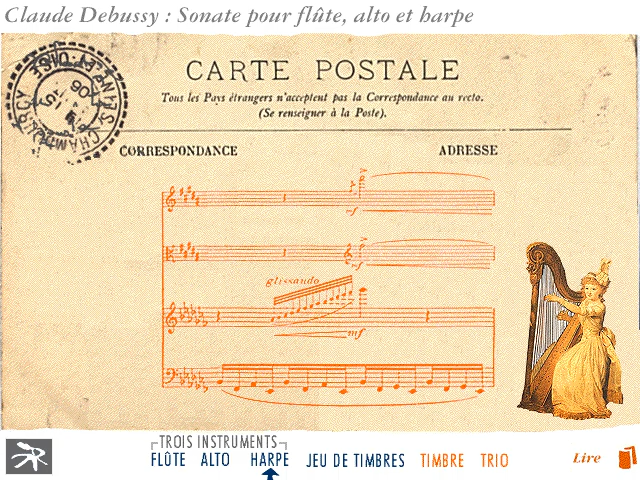 Claude Debussy : Sonate pour flûte, alto et harpe
CARTE POSTALE
Tous les Pays étrangers n'acceptent pas la Correspondance au recto.
(Se renseigner à la Poste).
CORRESPONDANCE
ADRESSE
mf
glissando
mf
TROIS INSTRUMENTS
FLÛTE ALTO HARPE JEU DE TIMBRES TIMBRE TRIO
Lire